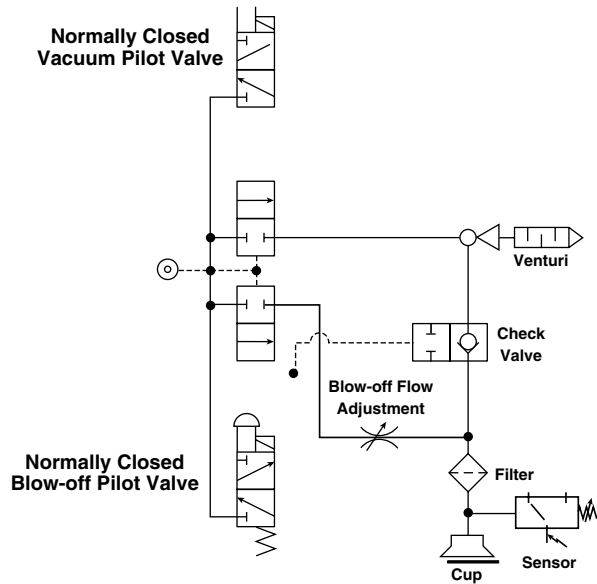 Normally Closed
Vacuum Pilot Valve
Venturi
Check
Valve
Blow-off Flow
Adjustment
Normally Closed
Blow-off Pilot Valve
Filter
Sensor
Cup